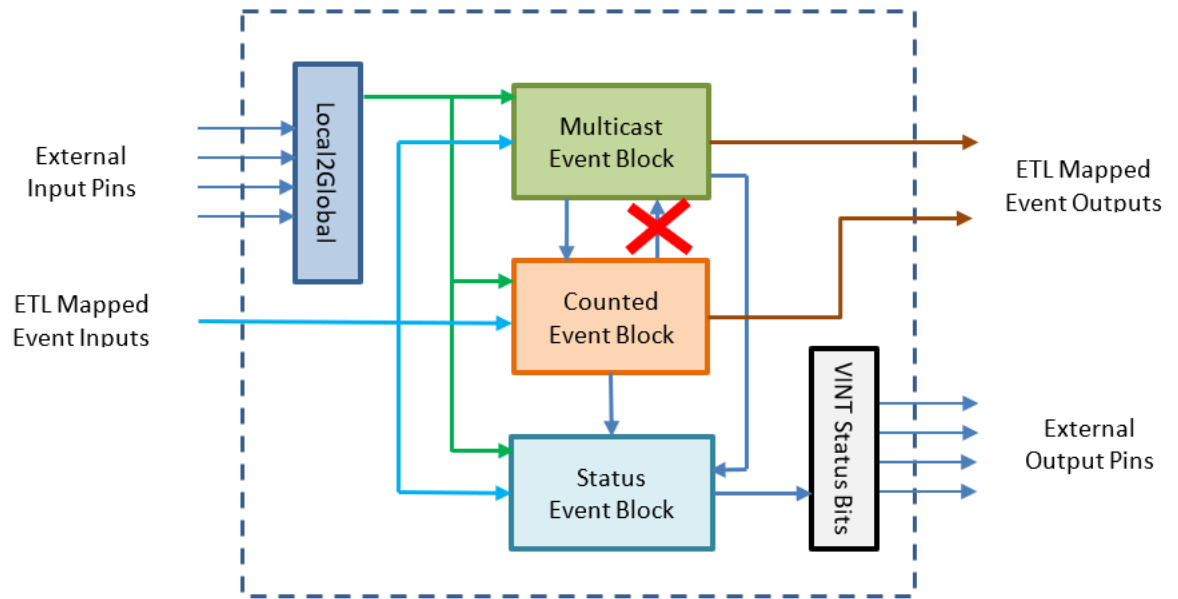 External
Input Pins
Local2Global
ETL Mapped
Event Inputs
Multicast
Event Block
Counted
Event Block
Status
Event Block
VINT Status Bits
ETL Mapped
Event Outputs
External
Output Pins